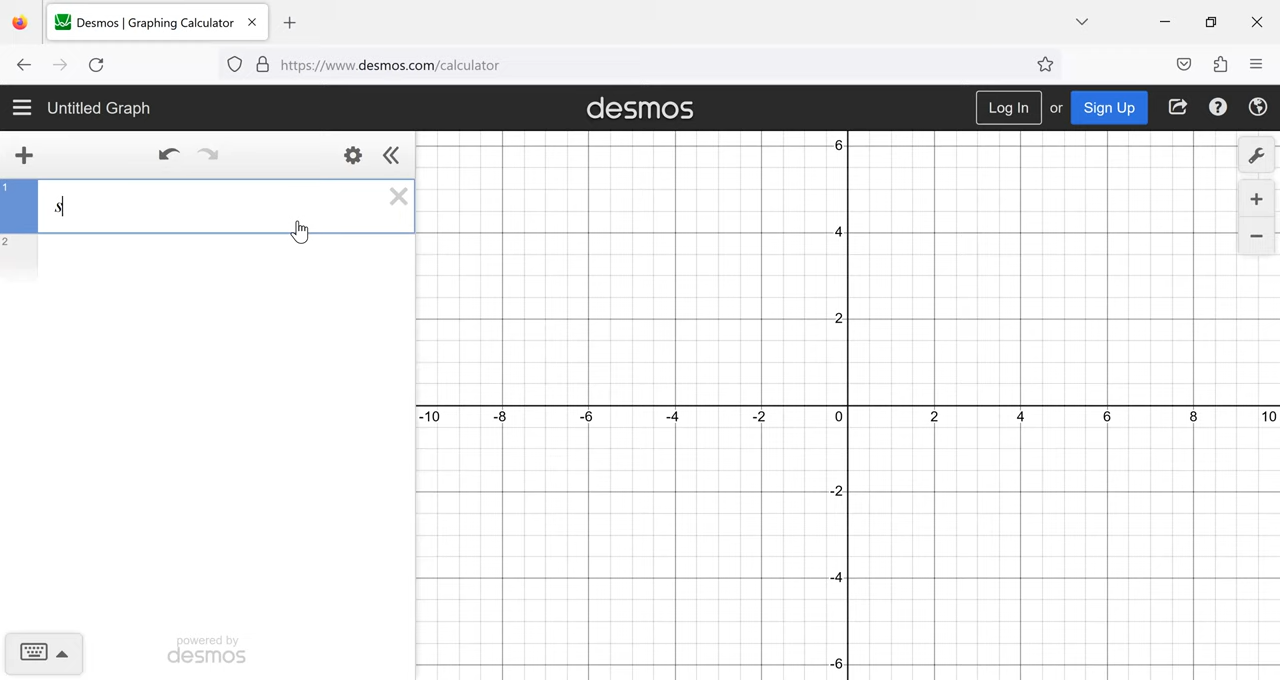 Desmos | Graphing Calculator
https://www.desmos.com/calculator
Untitled Graph
desmos
Log In or Sign Up
1
s
2
powered by
desmos
6
4
2
-10 -8 -6 -4 -2 0 2 4 6 8 10
-2
-4
-6